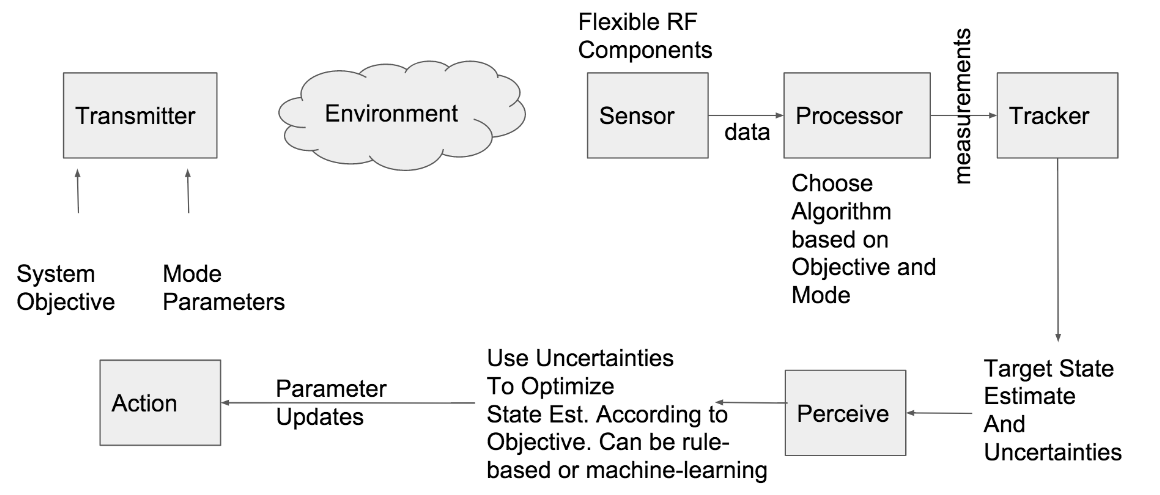 Flexible RF
Components
Transmitter
Environment
Sensor
data
Processor
measurements
Tracker
Choose
Algorithm
based on
Objective and
Mode
System
Objective
Mode
Parameters
Action
Parameter
Updates
Use Uncertainties
To Optimize
State Est. According to
Objective. Can be rule-
based or machine-learning
Perceive
Target State
Estimate
And
Uncertainties